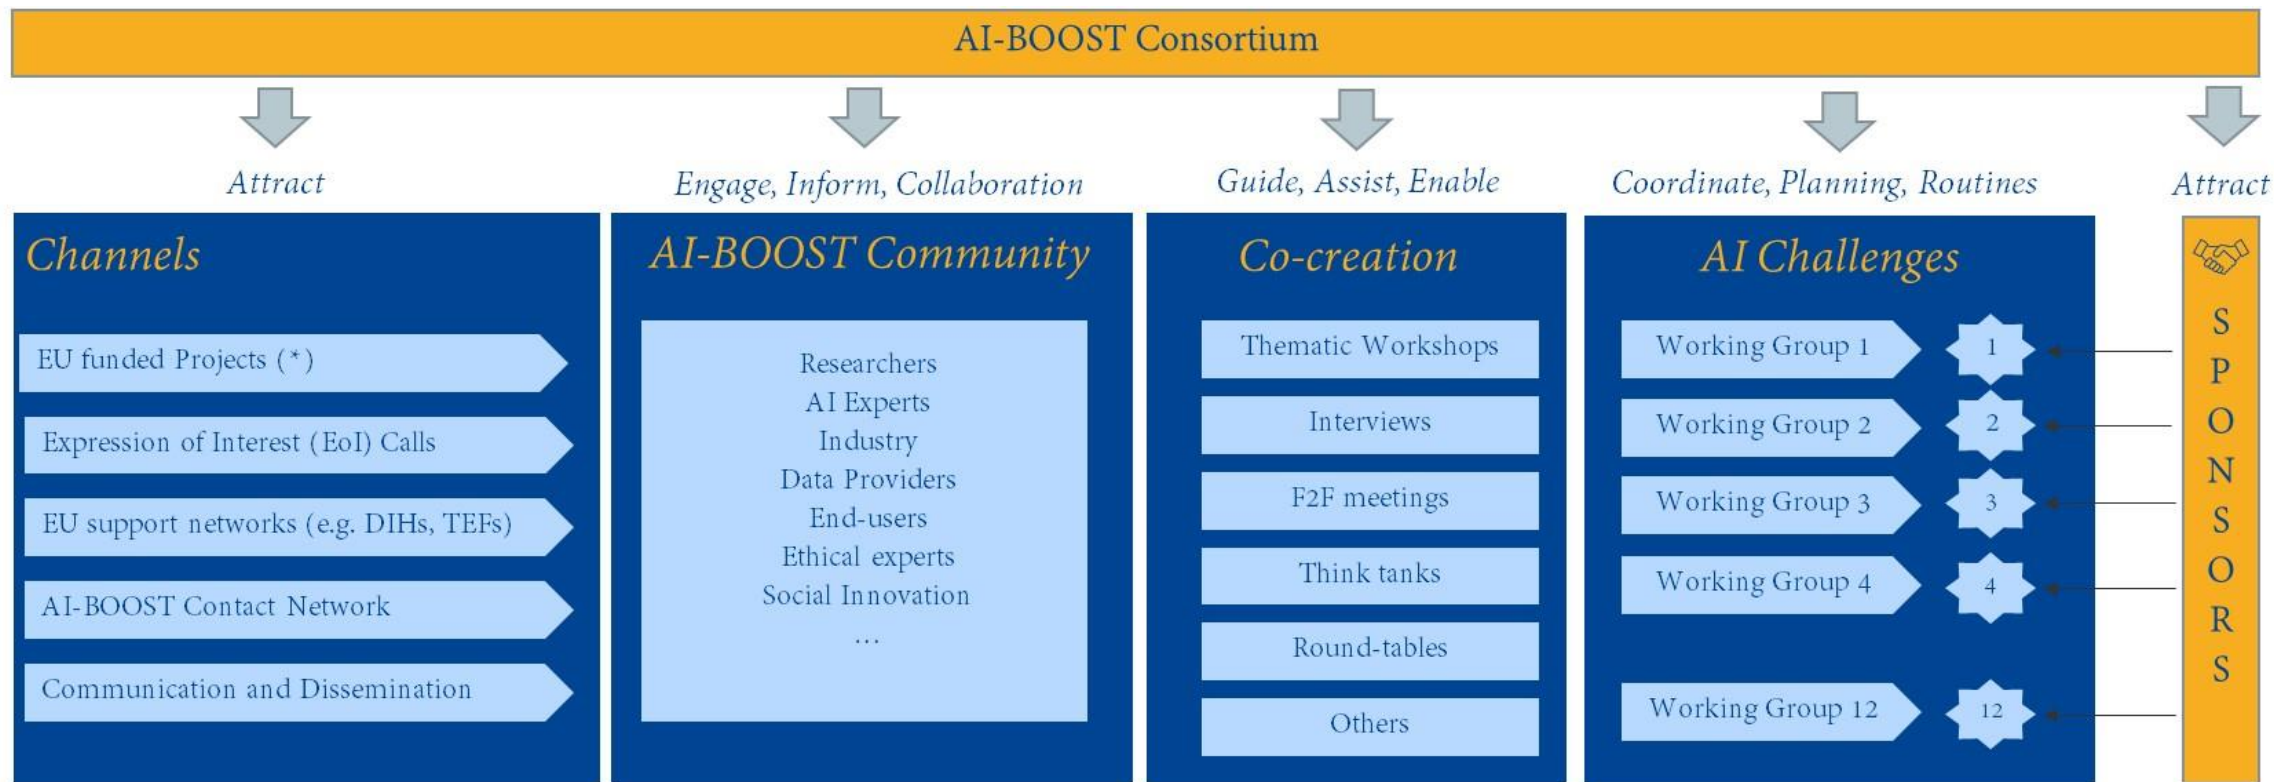 AI-BOOST Consortium
Attract
Engage, Inform, Collaboration
Guide, Assist, Enable
Coordinate, Planning, Routines
Attract
Channels
EU funded Projects (*)
Expression of Interest (EoI) Calls
EU support networks (e.g. DIHs, TEFs)
AI-BOOST Contact Network
Communication and Dissemination
AI-BOOST Community
Researchers
AI Experts
Industry
Data Providers
End-users
Ethical experts
Social Innovation
...
Co-creation
Thematic Workshops
Interviews
F2F meetings
Think tanks
Round-tables
Others
AI Challenges
Working Group 1
1
Working Group 2
2
Working Group 3
3
Working Group 4
4
Working Group 12
12
SPONSORS